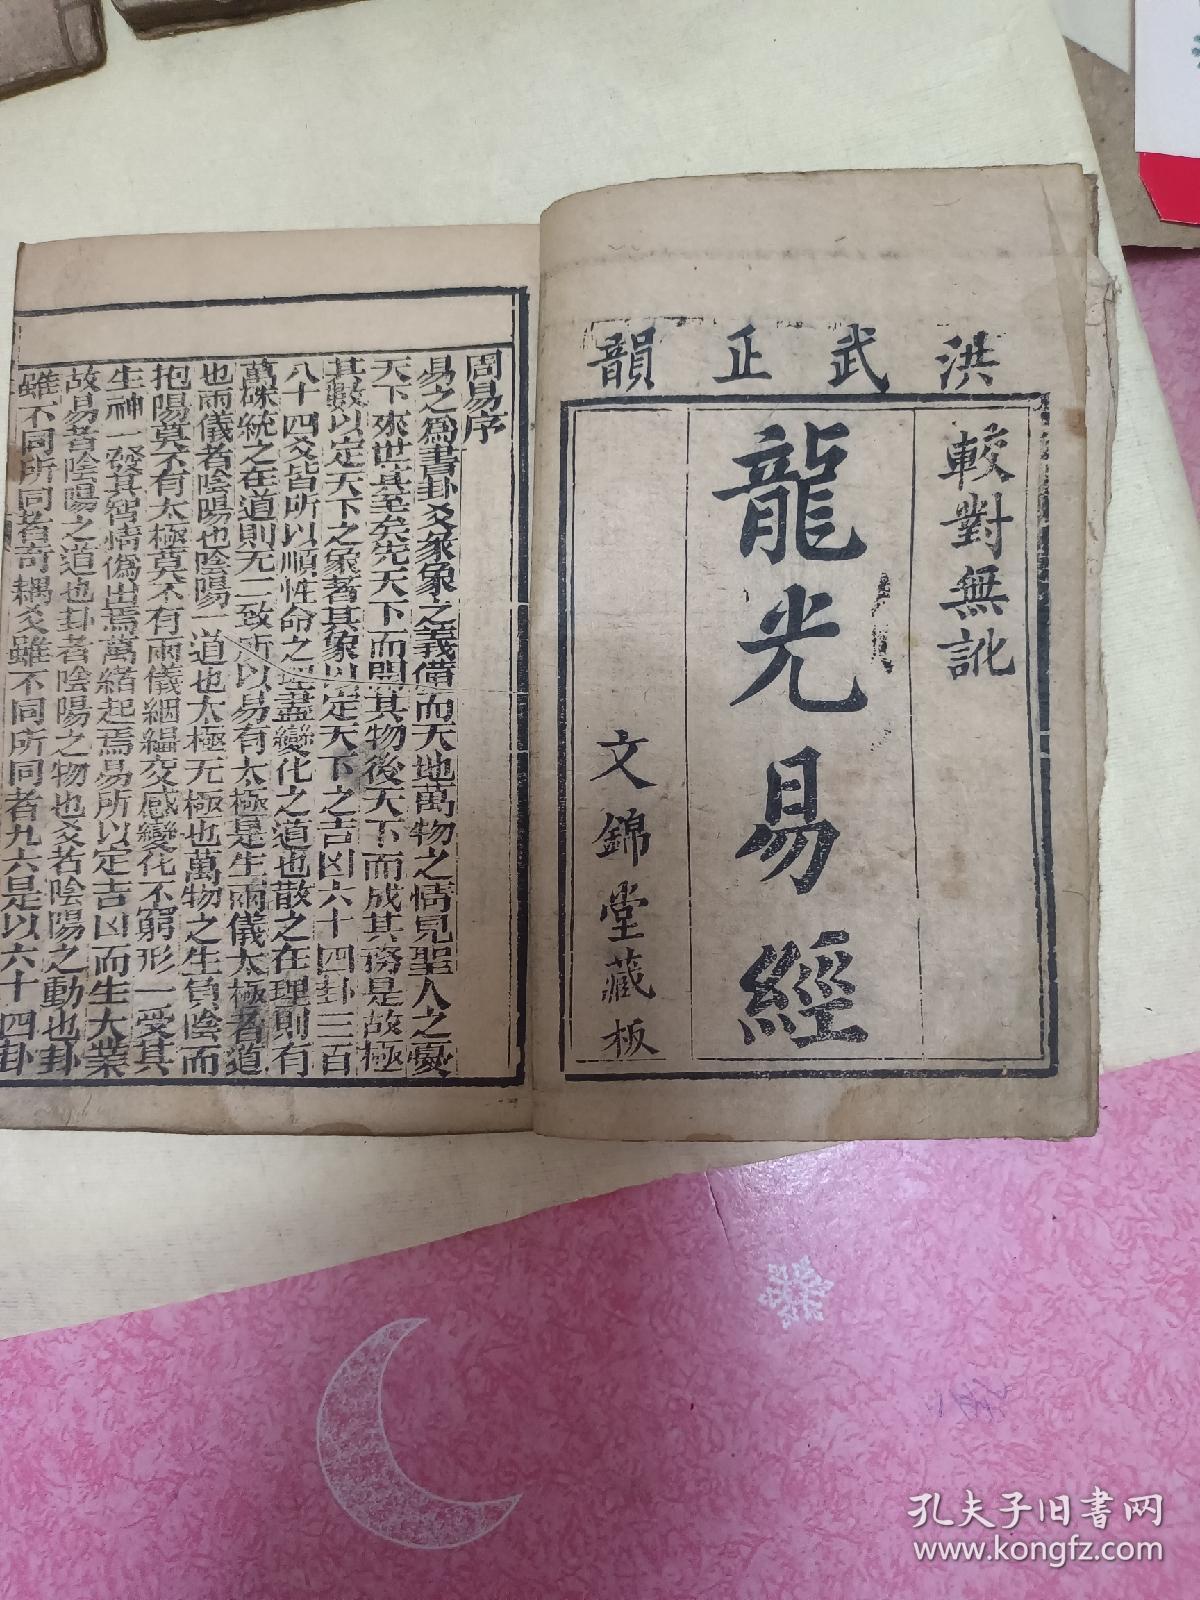 洪武正韻
較對無訛
龍光易經
文錦堂藏板
周易序
易之為書卦爻彖象之義備而天地萬物之情見聖人之憂
天下來世其至矣先天下而開其物後天下而成其務是故極
其數以定天下之象著其象以定天下之吉凶六十四卦三百
八十四爻皆所以順性命之理盡變化之道也散之在理則有
萬殊統之在道則无二致所以易有太極是生兩儀太極者道
也兩儀者陰陽也陰陽一道也太極无極也萬物之生負陰而
抱陽莫不有太極莫不有兩儀絪縕交感變化不窮形一受其
生神一發其智情偽出焉萬緒起焉易所以定吉凶而生大業
故易者陰陽之道也卦者陰陽之物也爻者陰陽之動也卦
雖不同所同者奇耦爻雖不同所同者九六是以六十四卦
孔夫子旧书网
www.kongfz.com